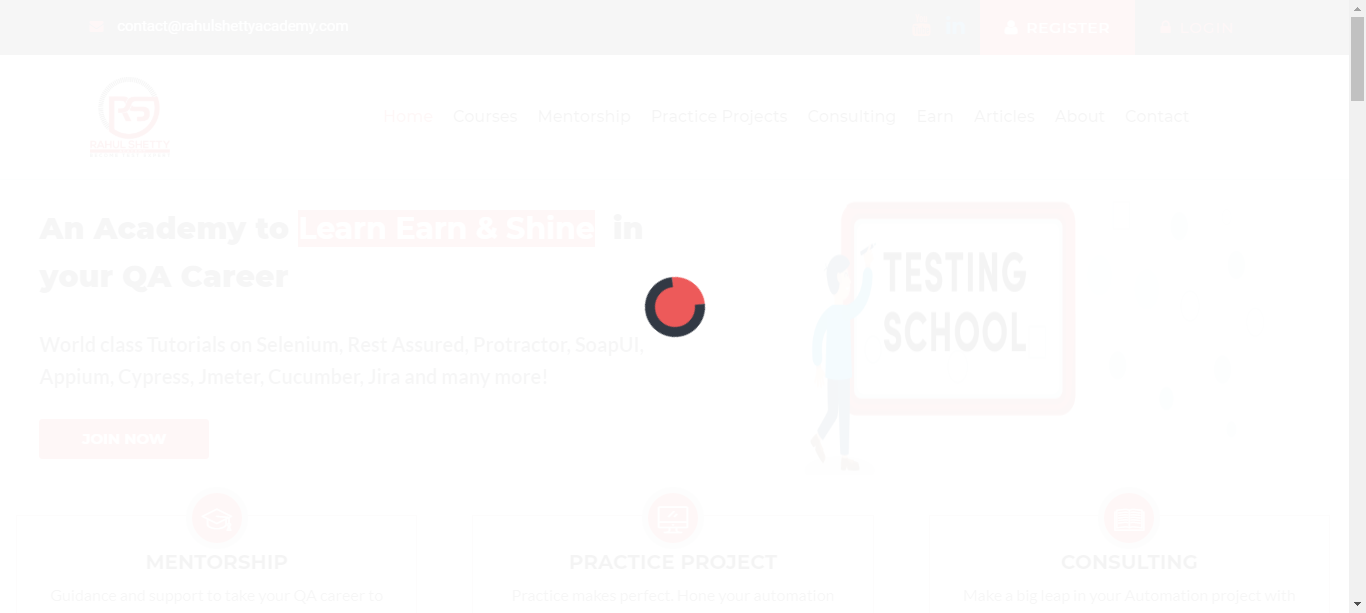 contact@rahulshettyacademy.com
REGISTER
LOGIN
RS
RAHUL SHETTY
Home Courses Mentorship Practice Projects Consulting Earn Articles About Contact
An Academy to Learn Earn & Shine in
your QA Career
TESTING
SCHOOL
World class Tutorials on Selenium, Rest Assured, Protractor, SoapUI,
Appium, Cypress, Jmeter, Cucumber, Jira and many more!
JOIN NOW
MENTORSHIP
PRACTICE PROJECT
CONSULTING
Guidance and support to take your QA career to
Practice makes perfect. Hone your automation
Make a big leap in your Automation project with